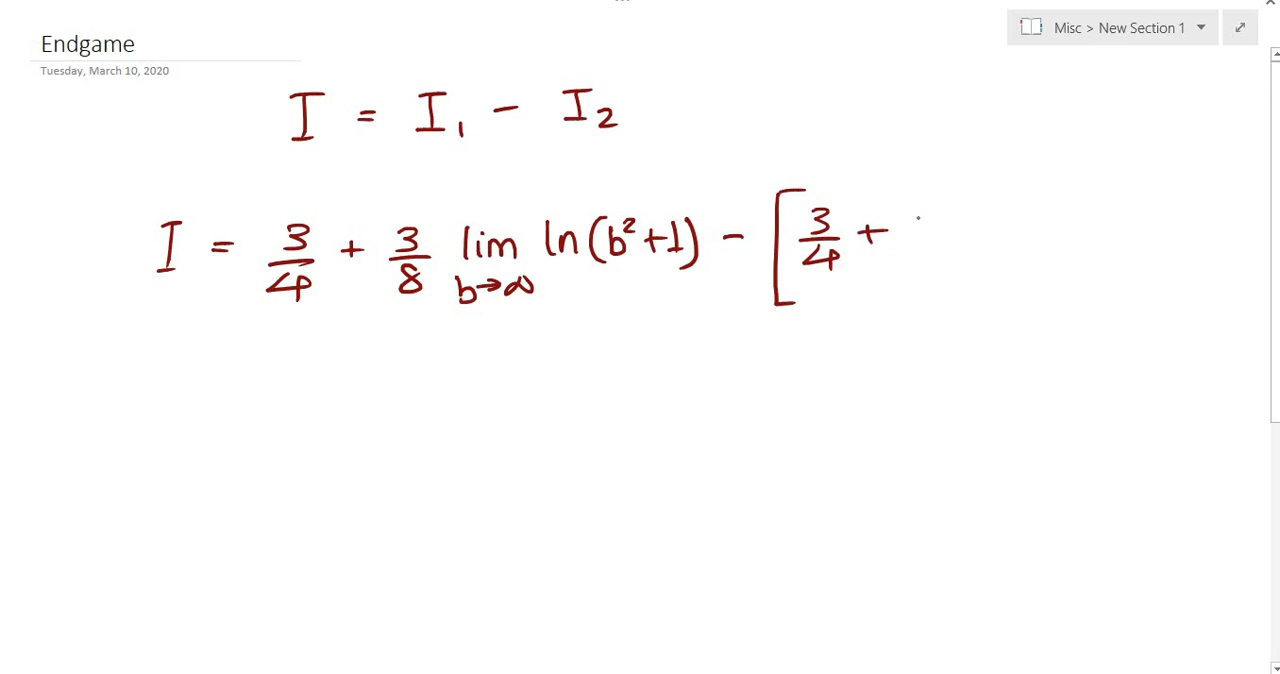 Misc > New Section 1
Endgame
Tuesday, March 10, 2020
I = I₁ - I₂
I = 3/4 + 3/8 lim b→∞ ln(b²+1) - [3/4 +